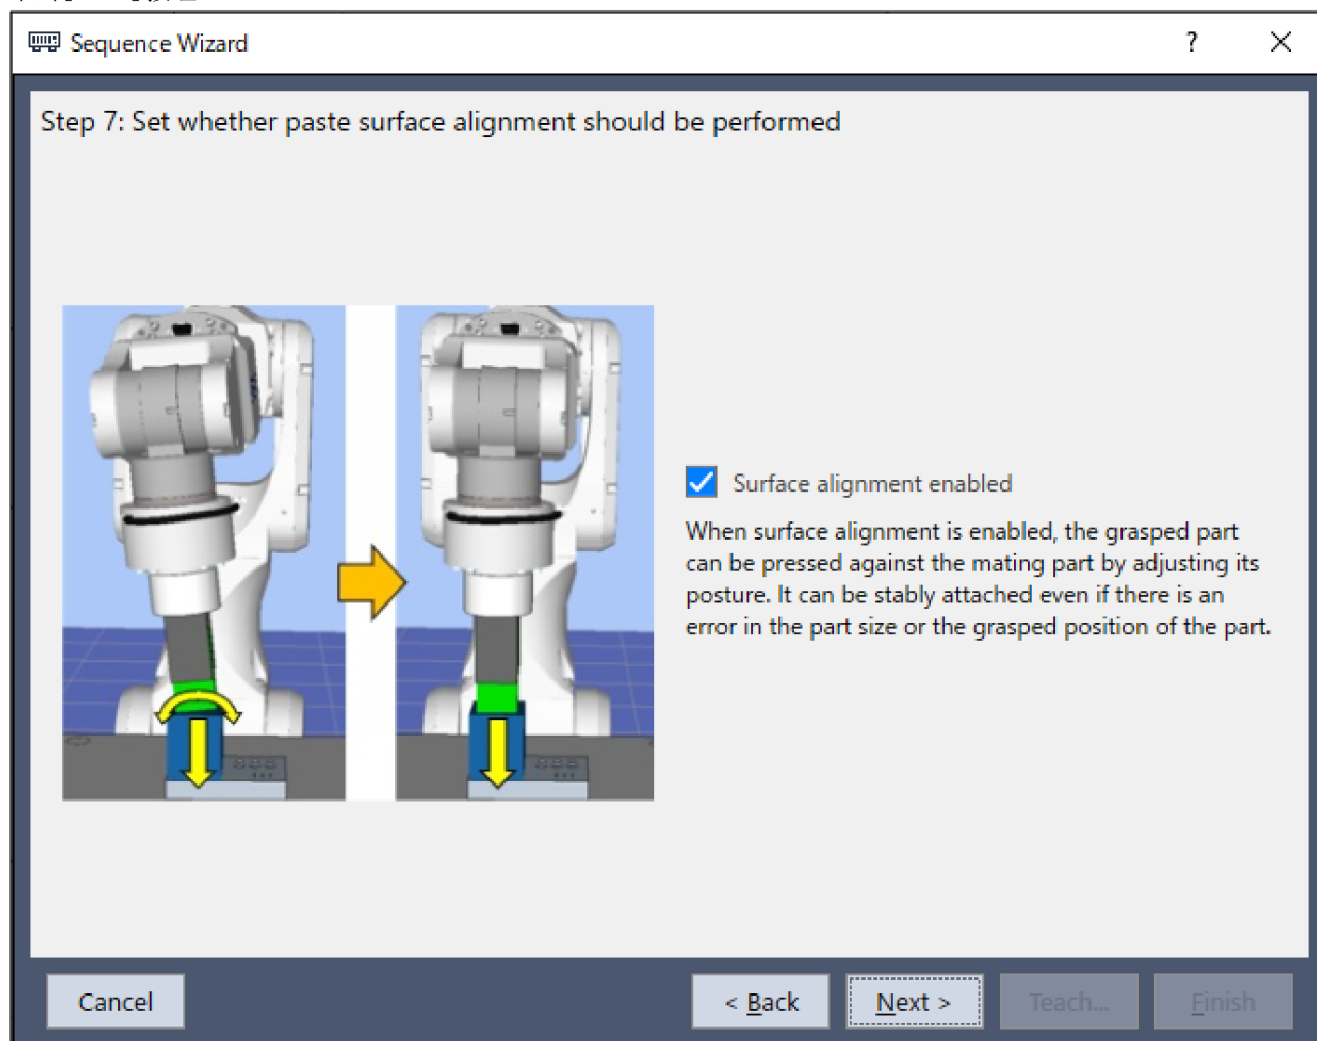 Sequence Wizard
?
Step 7: Set whether paste surface alignment should be performed
Surface alignment enabled
When surface alignment is enabled, the grasped part
can be pressed against the mating part by adjusting its
posture. It can be stably attached even if there is an
error in the part size or the grasped position of the part.
Cancel
< Back
Next >
Teach...
Finish